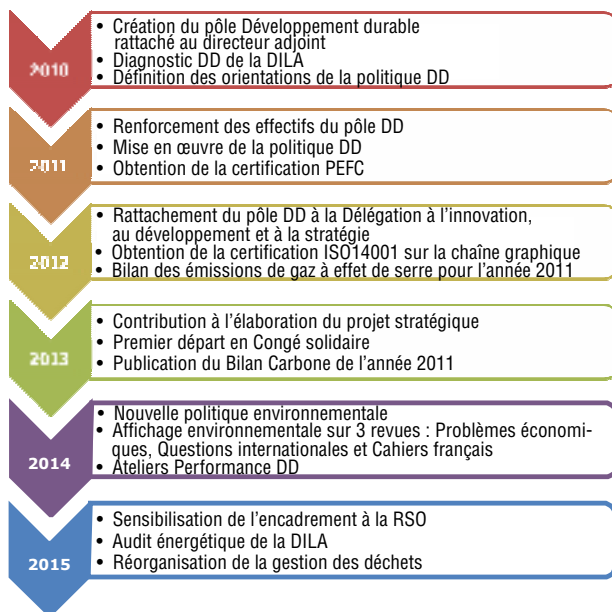 • Création du pôle Développement durable
rattaché au directeur adjoint
2010
• Diagnostic DD de la DILA
• Définition des orientations de la politique DD
• Renforcement des effectifs du pôle DD
• Mise en œuvre de la politique DD
2011
• Obtention de la certification PEFC
• Rattachement du pôle DD à la Délégation à l'innovation,
au développement et à la stratégie
2012
• Obtention de la certification ISO14001 sur la chaîne graphique
• Bilan des émissions de gaz à effet de serre pour l'année 2011
• Contribution à l'élaboration du projet stratégique
• Premier départ en Congé solidaire
2013
• Publication du Bilan Carbone de l'année 2011
• Nouvelle politique environnementale
• Affichage environnementale sur 3 revues : Problèmes économi-
ques, Questions internationales et Cahiers français
2014
• Ateliers Performance DD
• Sensibilisation de l'encadrement à la RSO
• Audit énergétique de la DILA
2015
• Réorganisation de la gestion des déchets